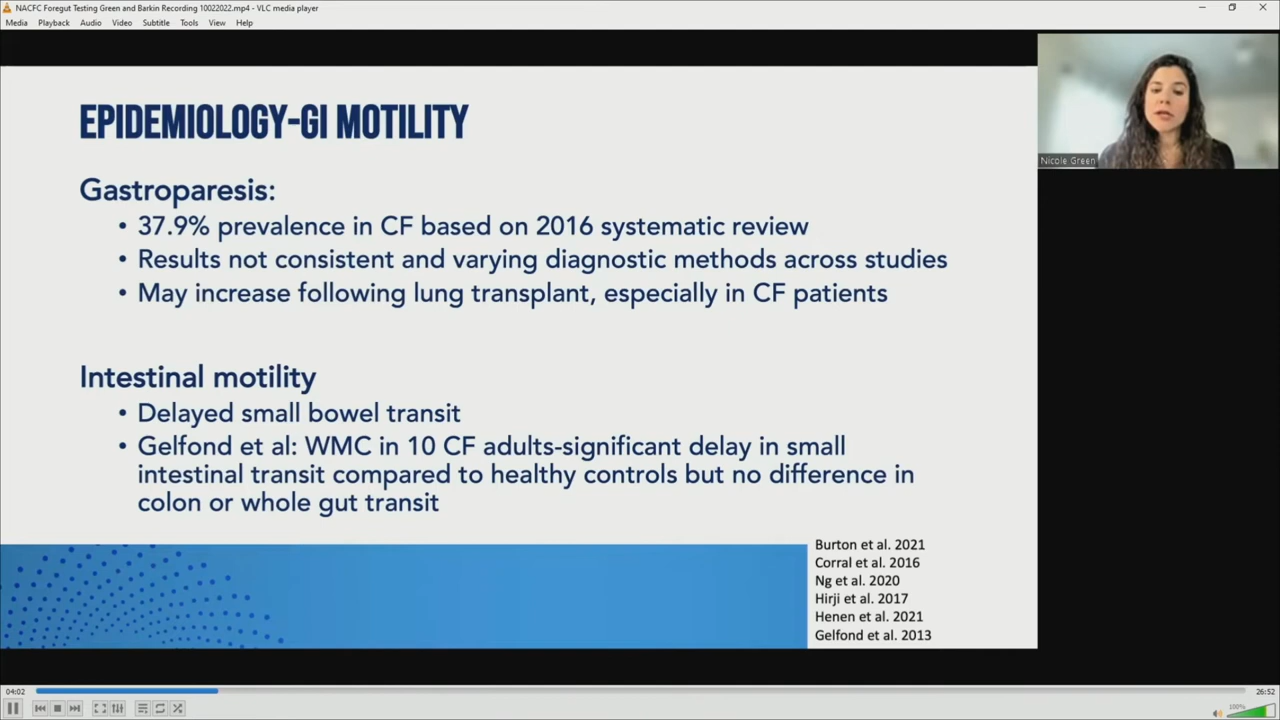 NACFC Foregut Testing Green and Barkin Recording 10022022.mp4 - VLC media player
Media Playback Audio Video Subtitle Tools View Help
EPIDEMIOLOGY-GI MOTILITY
Gastroparesis:
• 37.9% prevalence in CF based on 2016 systematic review
• Results not consistent and varying diagnostic methods across studies
• May increase following lung transplant, especially in CF patients
Intestinal motility
• Delayed small bowel transit
• Gelfond et al: WMC in 10 CF adults-significant delay in small
intestinal transit compared to healthy controls but no difference in
colon or whole gut transit
Burton et al. 2021
Corral et al. 2016
Ng et al. 2020
Hirji et al. 2017
Henen et al. 2021
Gelfond et al. 2013
Nicole Green
04:02
26:52
100%